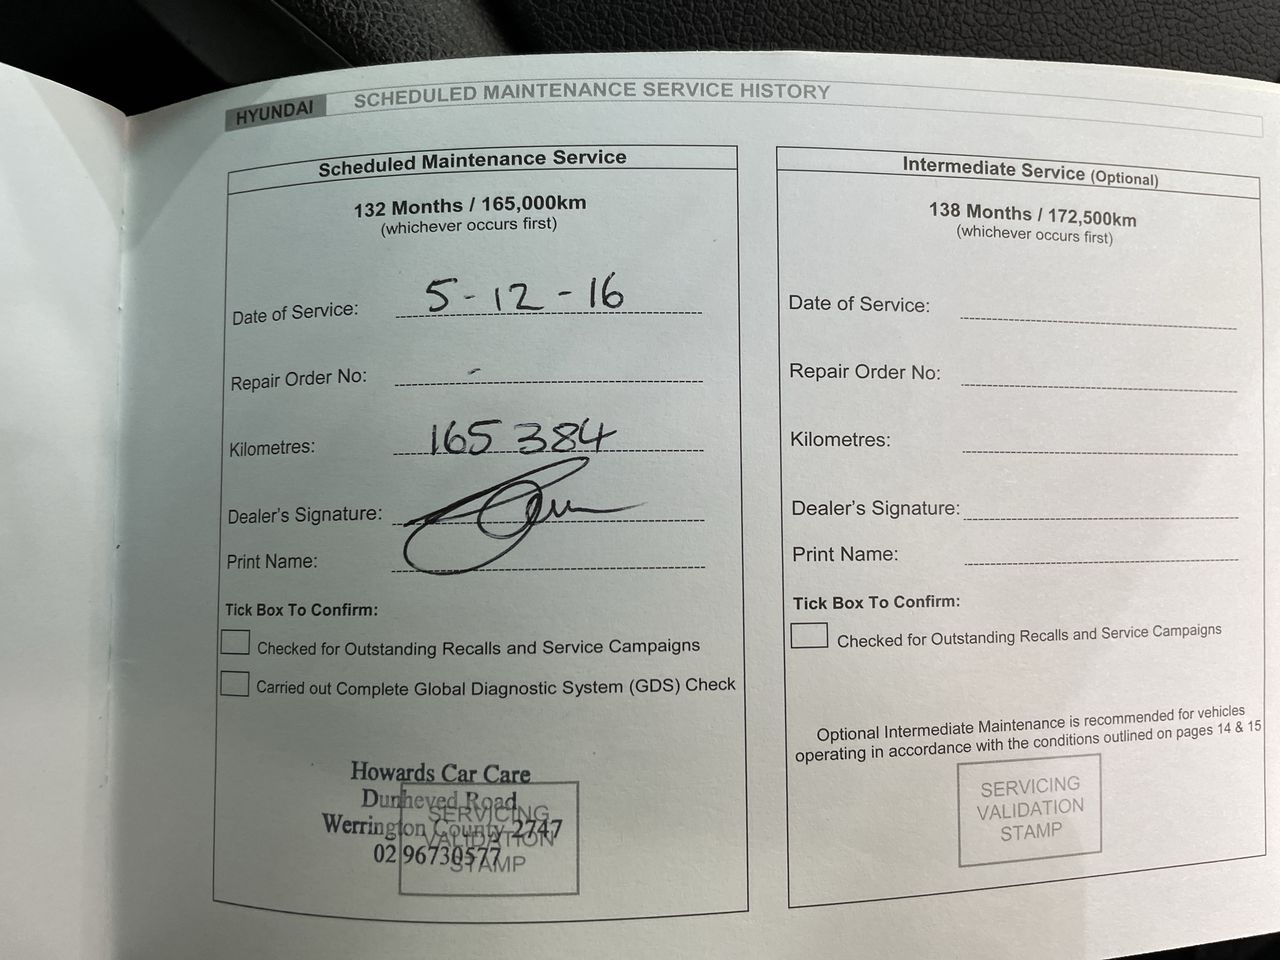 HYUNDAI SCHEDULED MAINTENANCE SERVICE HISTORY
Scheduled Maintenance Service
132 Months / 165,000km
(whichever occurs first)
Date of Service: 5-12-16
Repair Order No: -
Kilometres: 165 384
Dealer's Signature:
Print Name:
Tick Box To Confirm:
Checked for Outstanding Recalls and Service Campaigns
Carried out Complete Global Diagnostic System (GDS) Check
Howards Car Care
Dunheved Road
Werrington County 2747
02 96730577
SERVICING
VALIDATION
STAMP
Intermediate Service (Optional)
138 Months / 172,500km
(whichever occurs first)
Date of Service:
Repair Order No:
Kilometres:
Dealer's Signature:
Print Name:
Tick Box To Confirm:
Checked for Outstanding Recalls and Service Campaigns
Optional Intermediate Maintenance is recommended for vehicles
operating in accordance with the conditions outlined on pages 14 & 15
SERVICING
VALIDATION
STAMP